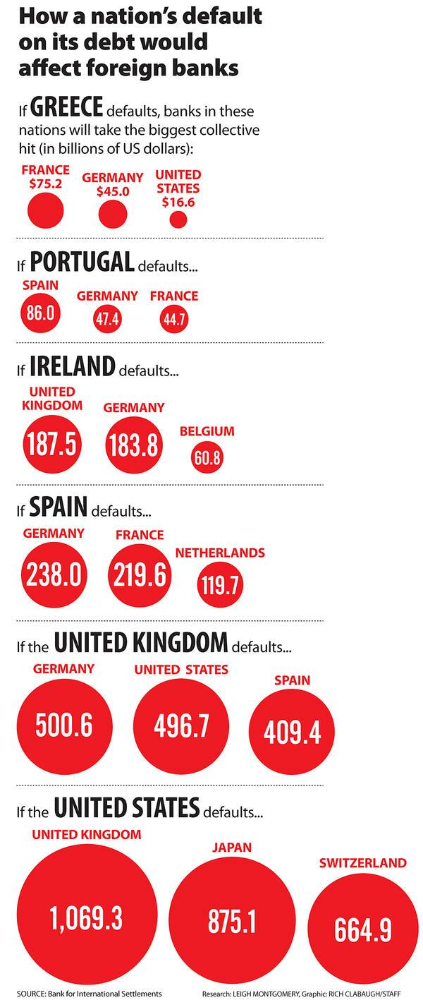 How a nation's default
on its debt would
affect foreign banks
If GREECE defaults, banks in these
nations will take the biggest collective
hit (in billions of US dollars):
FRANCE
$75.2
GERMANY
$45.0
UNITED
STATES
$16.6
If PORTUGAL defaults...
SPAIN
86.0
GERMANY
47.4
FRANCE
44.7
If IRELAND defaults...
UNITED
KINGDOM
187.5
GERMANY
183.8
BELGIUM
60.8
If SPAIN defaults...
GERMANY
238.0
FRANCE
219.6
NETHERLANDS
119.7
If the UNITED KINGDOM defaults...
GERMANY
500.6
UNITED STATES
496.7
SPAIN
409.4
If the UNITED STATES defaults...
UNITED KINGDOM
1,069.3
JAPAN
875.1
SWITZERLAND
664.9
SOURCE: Bank for International Settlements
Research: LEIGH MONTGOMERY, Graphic: RICH CLABAUGH/STAFF